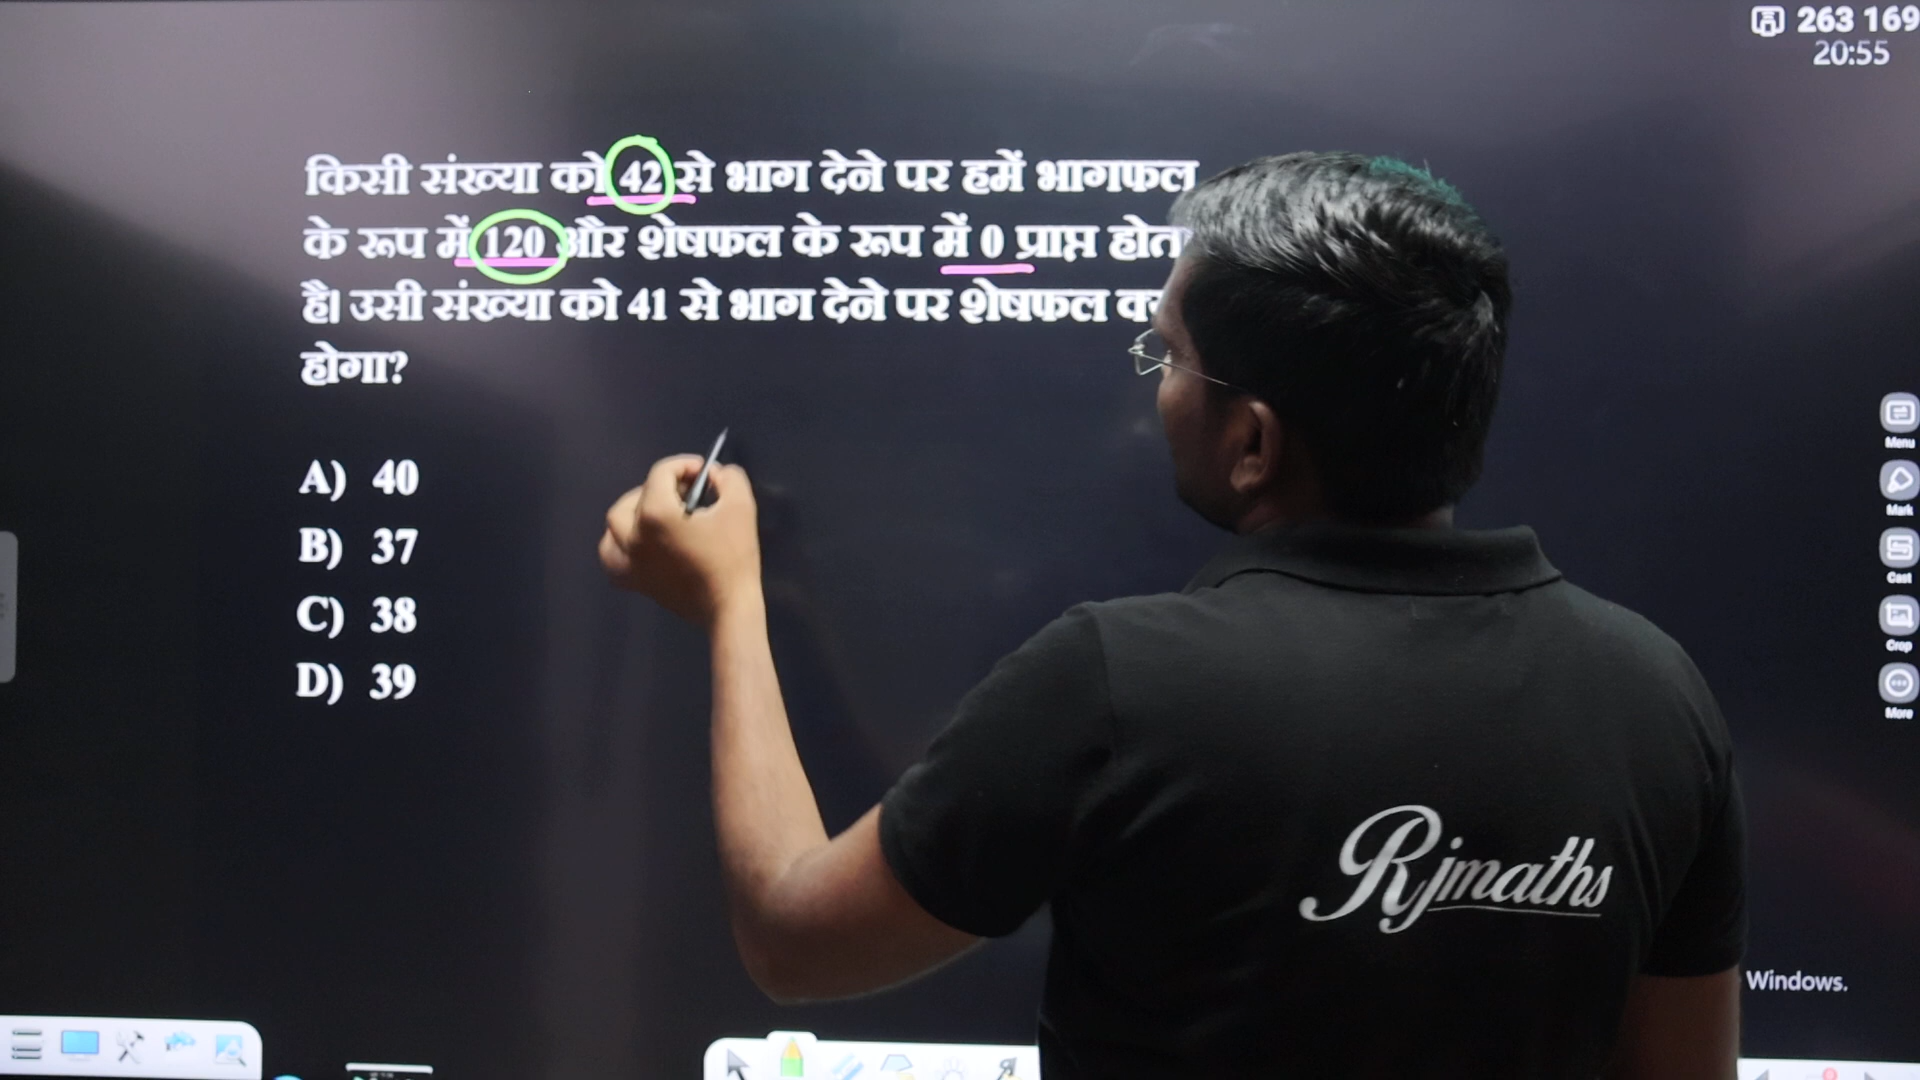 263 169
20:55
किसी संख्या को 42 से भाग देने पर हमें भागफल
के रूप में 120 और शेषफल के रूप में 0 प्राप्त होता
है। उसी संख्या को 41 से भाग देने पर शेषफल
होगा?
A) 40
B) 37
C) 38
D) 39
Menu
Mark
Cast
Crop
More
Rjmaths
Windows.